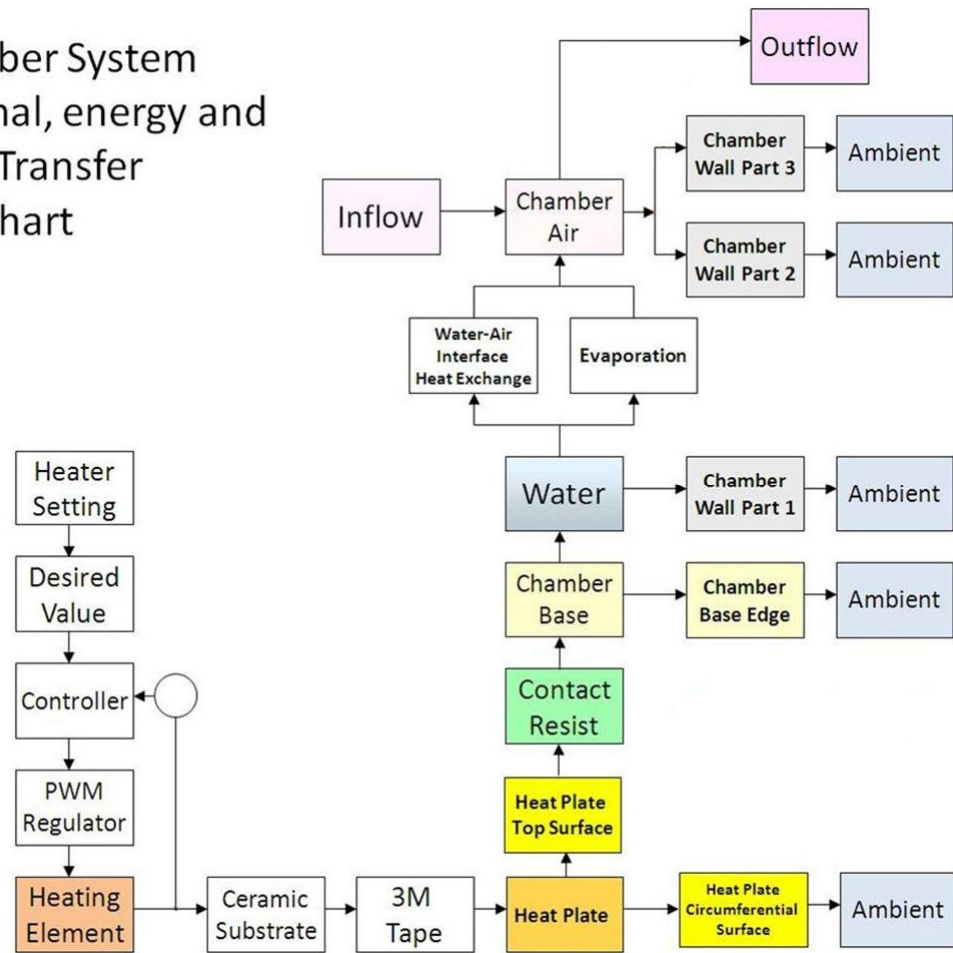 ber System
nal, energy and
Transfer
hart
Outflow
Chamber
Wall Part 3
Ambient
Inflow
Chamber
Air
Chamber
Wall Part 2
Ambient
Water-Air
Interface
Heat Exchange
Evaporation
Heater
Setting
Water
Chamber
Wall Part 1
Ambient
Desired
Value
Chamber
Base
Chamber
Base Edge
Ambient
Controller
Contact
Resist
PWM
Regulator
Heat Plate
Top Surface
Heating
Element
Ceramic
Substrate
3M
Tape
Heat Plate
Heat Plate
Circumferential
Surface
Ambient